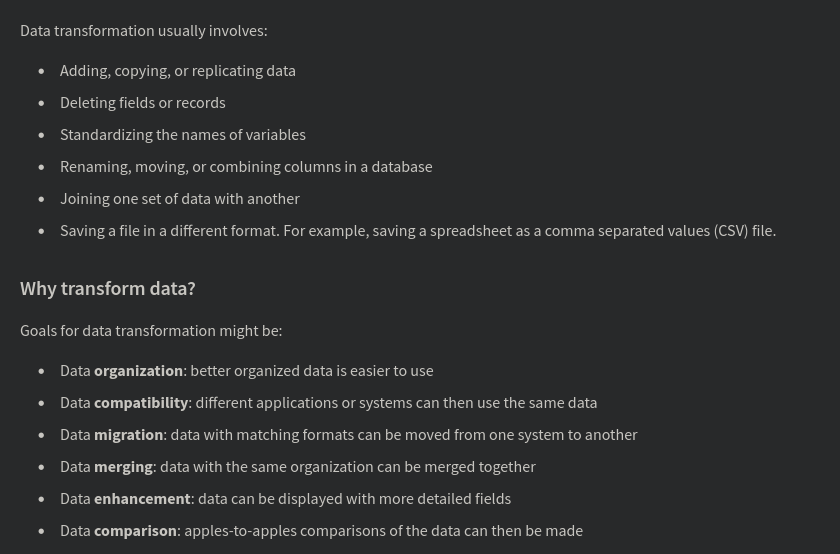 Data transformation usually involves:
• Adding, copying, or replicating data
• Deleting fields or records
• Standardizing the names of variables
• Renaming, moving, or combining columns in a database
• Joining one set of data with another
• Saving a file in a different format. For example, saving a spreadsheet as a comma separated values (CSV) file.
Why transform data?
Goals for data transformation might be:
• Data organization: better organized data is easier to use
• Data compatibility: different applications or systems can then use the same data
• Data migration: data with matching formats can be moved from one system to another
• Data merging: data with the same organization can be merged together
• Data enhancement: data can be displayed with more detailed fields
• Data comparison: apples-to-apples comparisons of the data can then be made